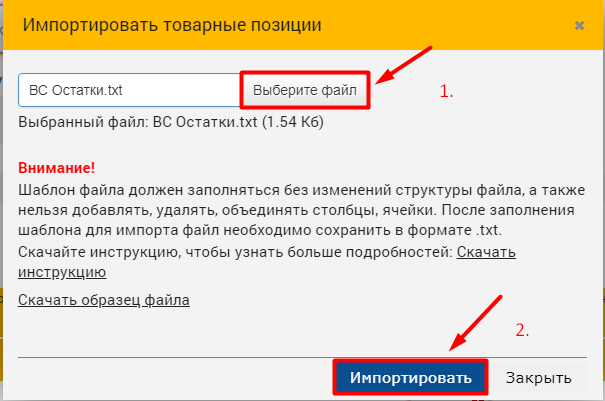 Импортировать товарные позиции
ВС Остатки.txt
Выберите файл
1.
Выбранный файл: ВС Остатки.txt (1.54 Кб)
Внимание!
Шаблон файла должен заполняться без изменений структуры файла, а также
нельзя добавлять, удалять, объединять столбцы, ячейки. После заполнения
шаблона для импорта файл необходимо сохранить в формате .txt.
Скачайте инструкцию, чтобы узнать больше подробностей: Скачать
инструкцию
Скачать образец файла
2.
Импортировать
Закрыть